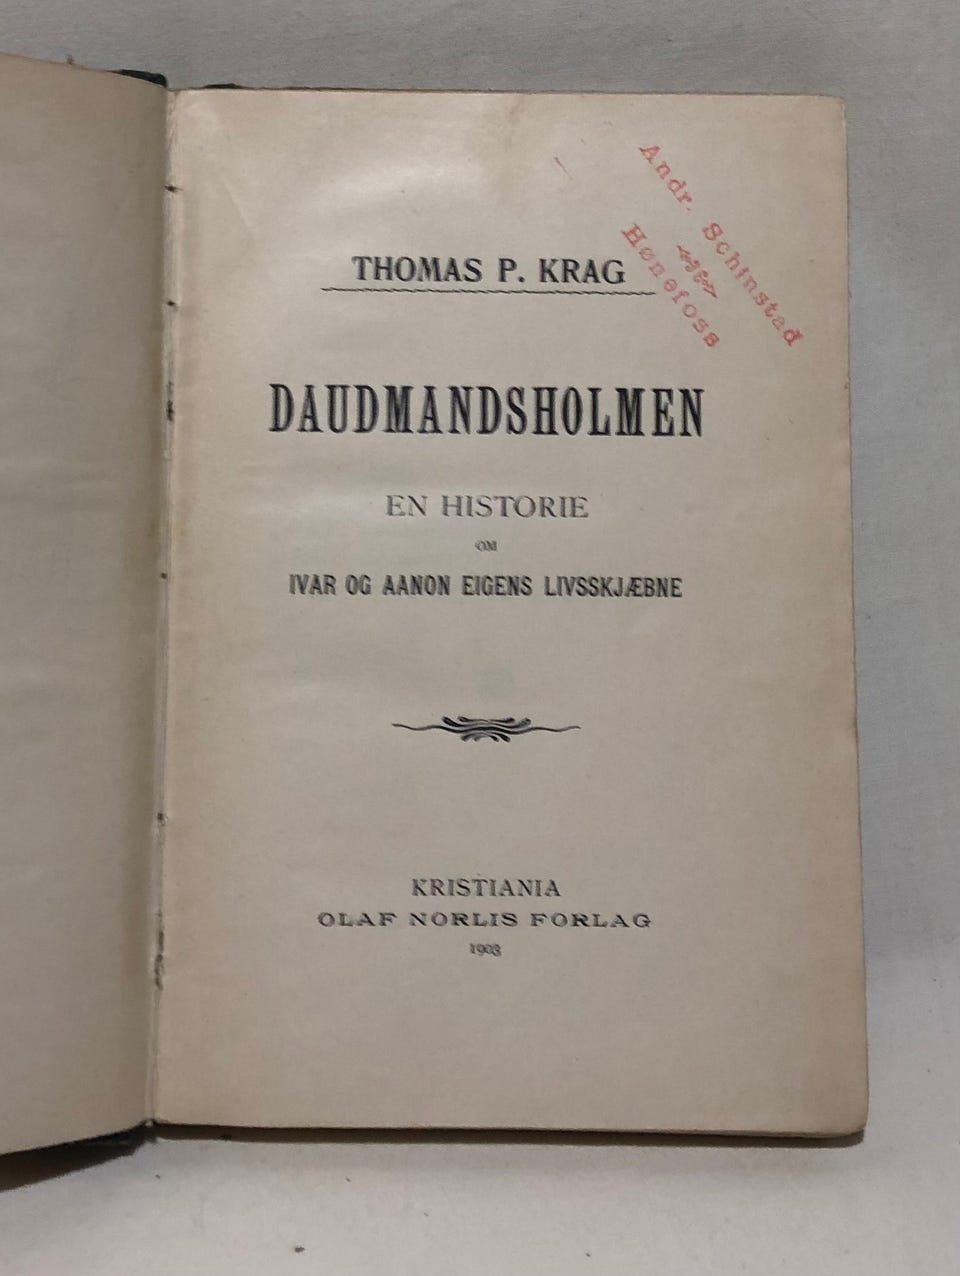 Andr. Schinstad
Hønefoss
THOMAS P. KRAG
DAUDMANDSHOLMEN
EN HISTORIE
OM
IVAR OG AANON EIGENS LIVSSKJÆBNE
KRISTIANIA
OLAF NORLIS FORLAG
1903